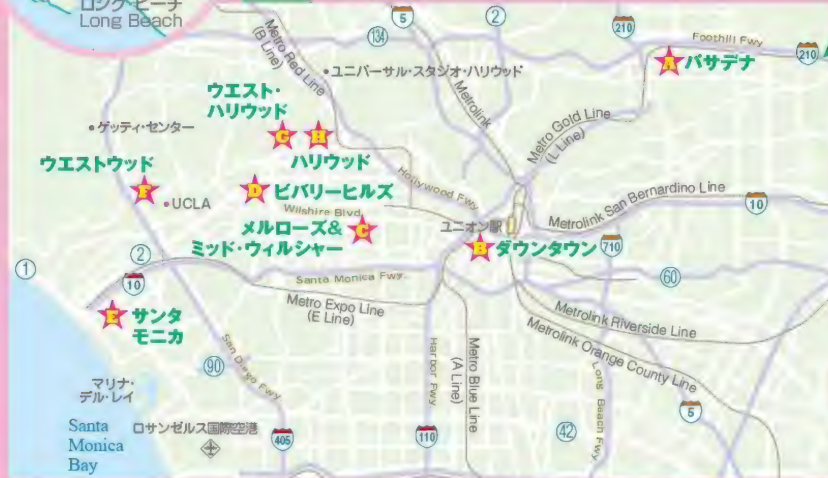 ロング・ビーチ
Long Beach
5
2
210
134
Foothill Fwy
210
A
パサデナ
Metro Red Line
(B Line)
ユニバーサル・スタジオ・ハリウッド
Metrolink
Metro Gold Line
(L Line)
ウエスト・
ハリウッド
ゲッティ・センター
G
H
ハリウッド
ウエストウッド
F
UCLA
D
ビバリーヒルズ
Hollywood Fwy
Wilshire Blvd.
メルローズ&
ミッド・ウィルシャー
C
ユニオン駅
B
ダウンタウン
Metrolink San Bernardino Line
10
710
1
2
10
Santa Monica Fwy.
60
E
サンタ
モニカ
Metro Expo Line
(E Line)
Metrolink Riverside Line
Metrolink Orange County Line
San Diego Fwy
90
Harbor Fwy
Metro Blue Line
(A Line)
Long Beach Fwy
マリナ・
デル・レイ
Santa
Monica
Bay
ロサンゼルス国際空港
405
110
42
5